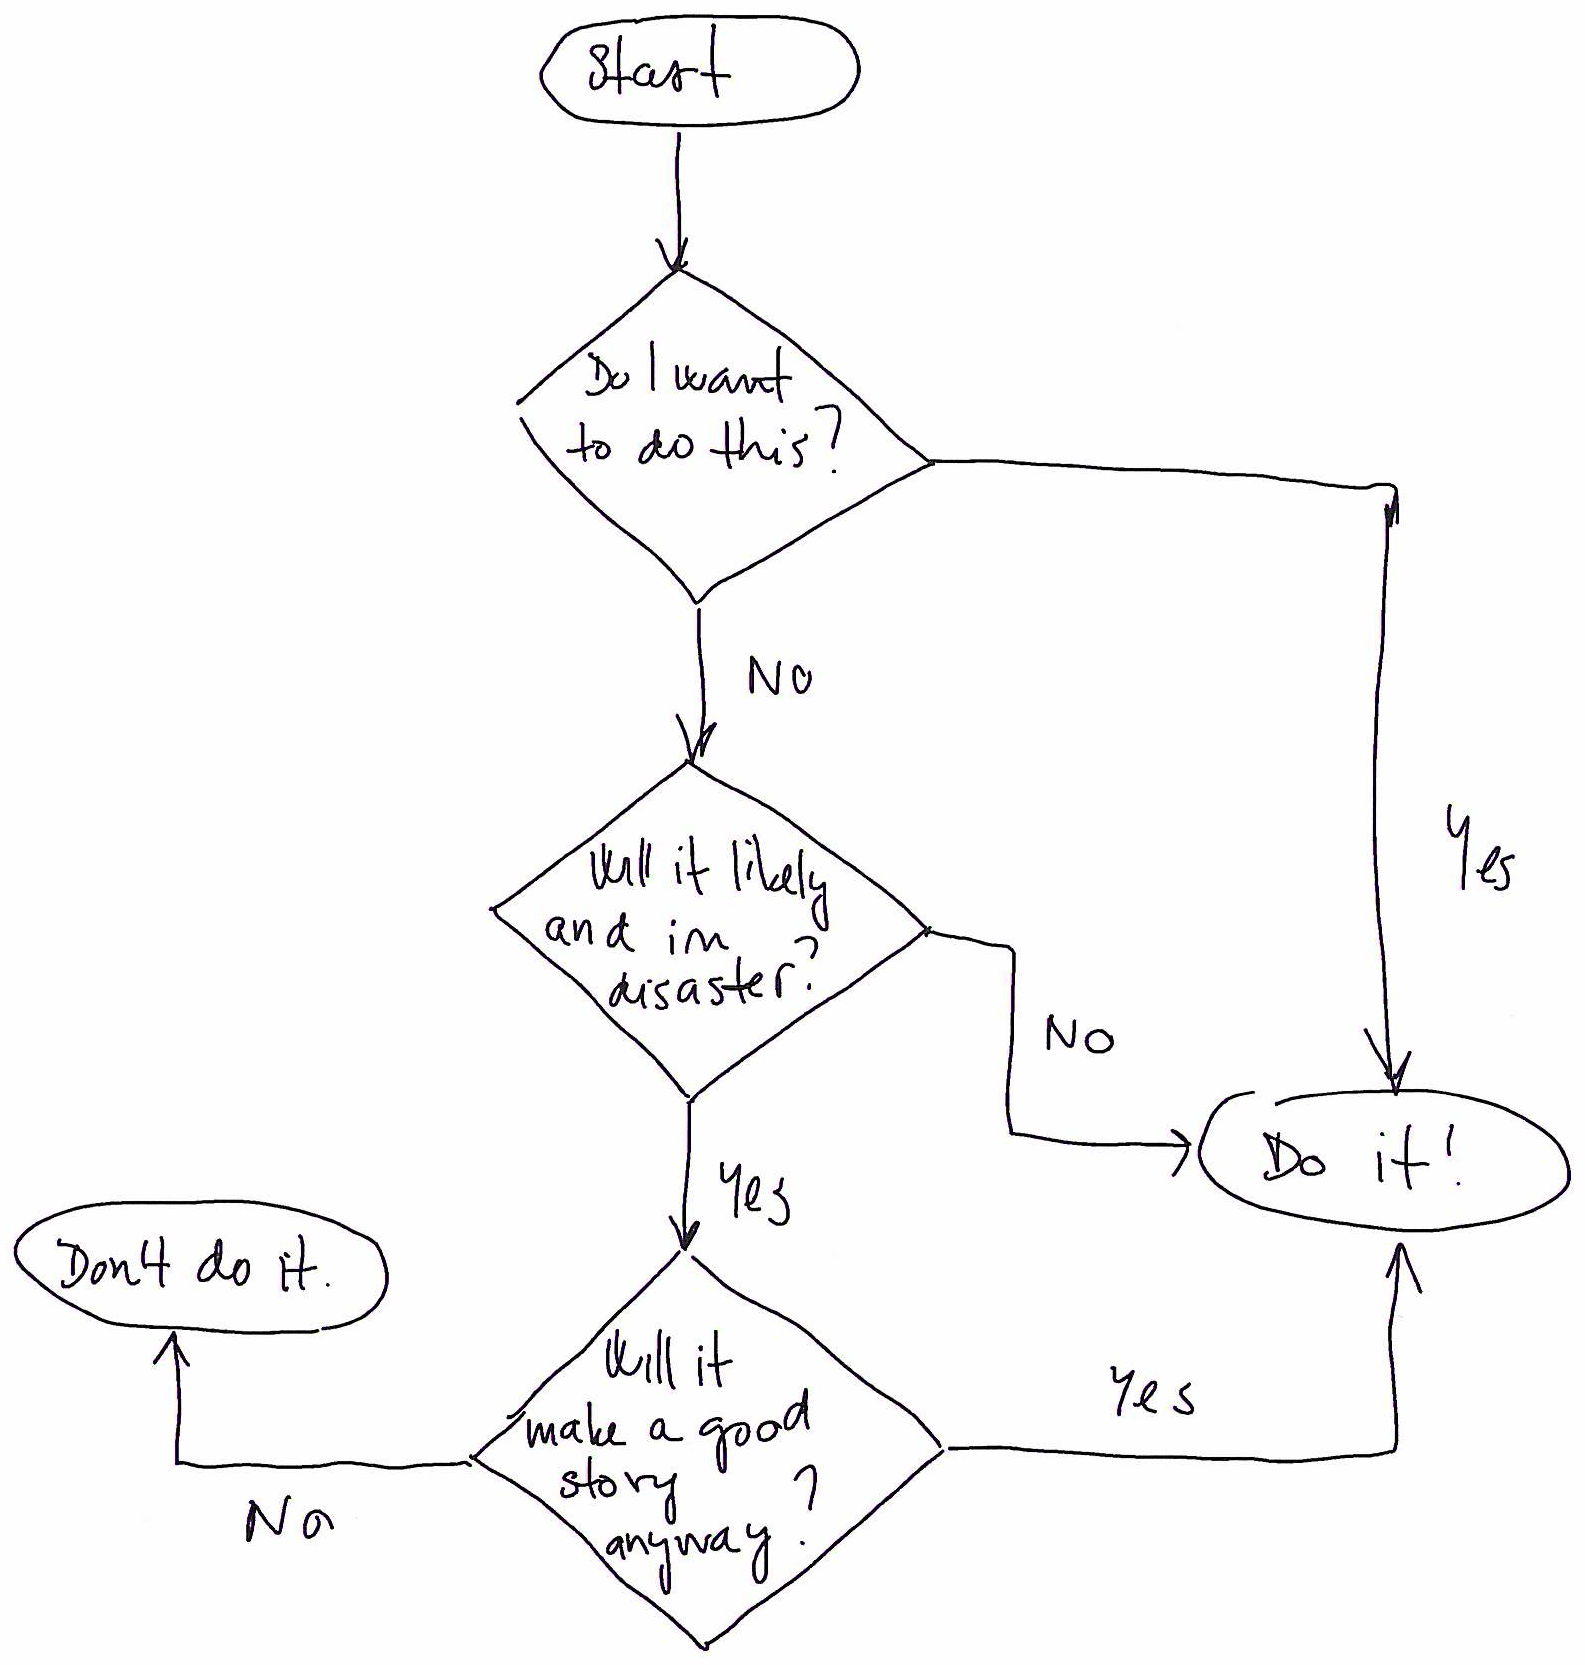 Start
Do I want
to do this?
No
Yes
Will it likely
and in
disaster?
No
Do it!
Yes
Don't do it.
Will it
make a good
story
anyway?
Yes
No